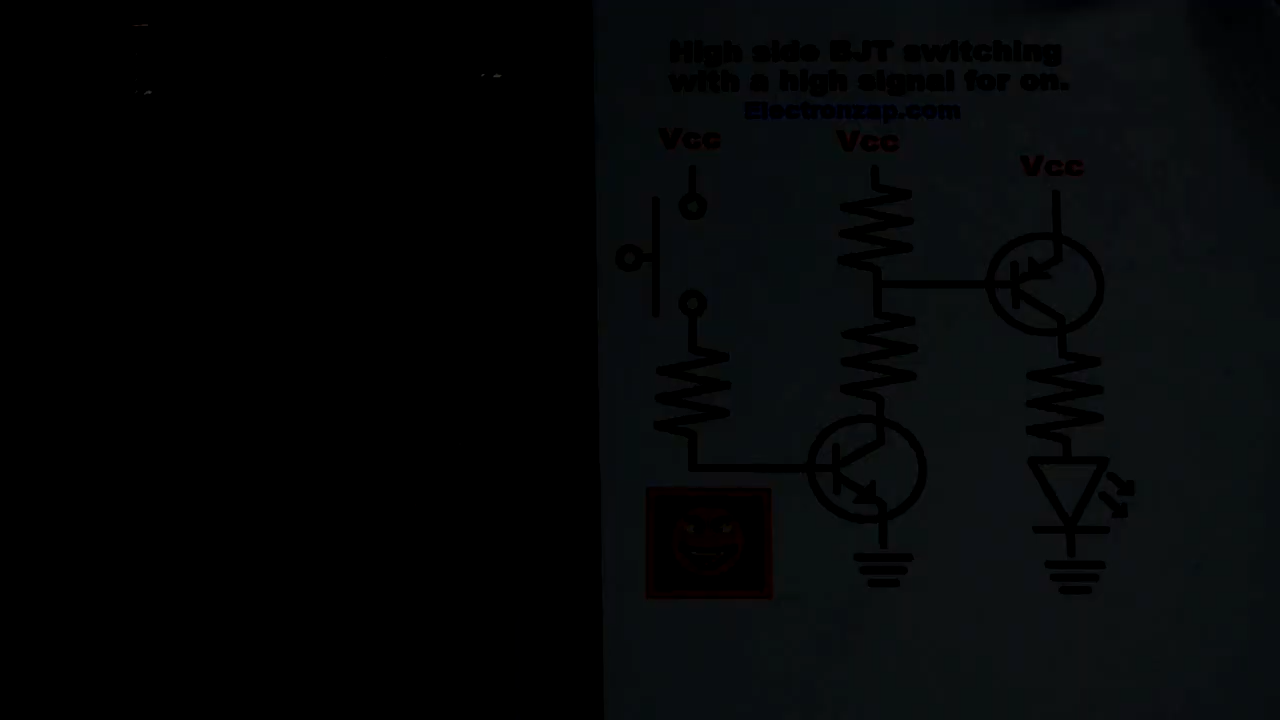 High side BJT switching
with a high signal for on.
Electronzap.com
Vcc
Vcc
Vcc